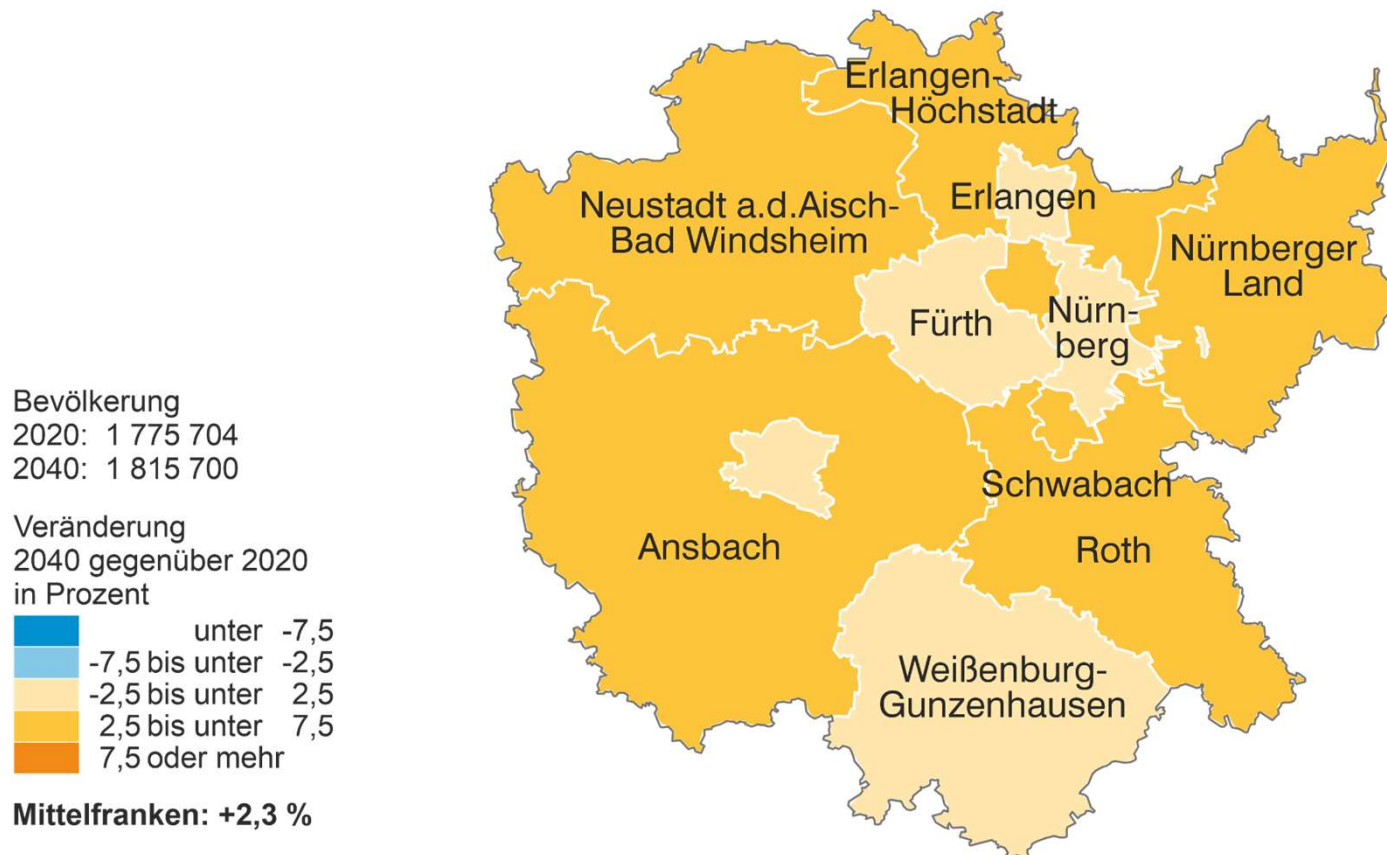 Erlangen-
Höchstadt
Erlangen
Neustadt a.d.Aisch-
Bad Windsheim
Nürnberger
Land
Fürth
Nürn-
berg
Schwabach
Ansbach
Roth
Weißenburg-
Gunzenhausen
Bevölkerung
2020: 1 775 704
2040: 1 815 700
Veränderung
2040 gegenüber 2020
in Prozent
unter -7,5
-7,5 bis unter -2,5
-2,5 bis unter 2,5
2,5 bis unter 7,5
7,5 oder mehr
Mittelfranken: +2,3 %